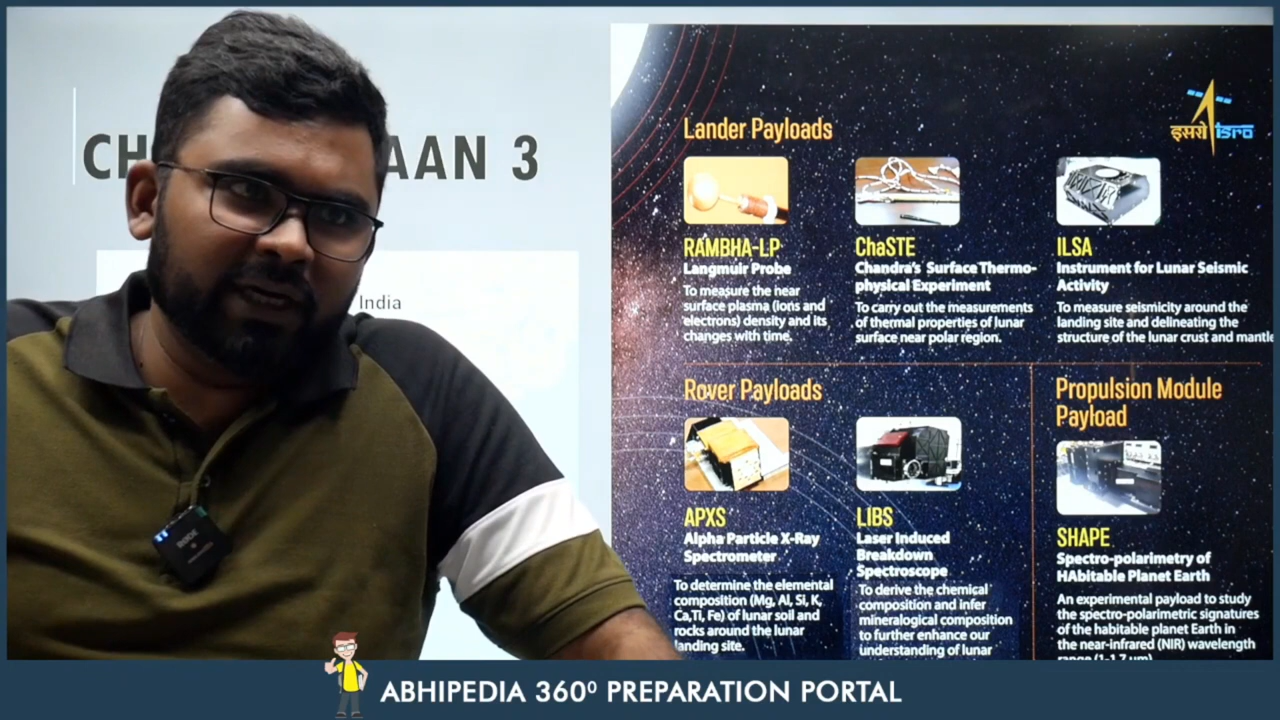 CH AAN 3
India
इसरो isro
Lander Payloads
RAMBHA-LP
Langmuir Probe
To measure the near
surface plasma (ions and
electrons) density and its
changes with time.
ChaSTE
Chandra's Surface Thermo-
physical Experiment
To carry out the measurements
of thermal properties of lunar
surface near polar region.
ILSA
Instrument for Lunar Seismic
Activity
To measure seismicity around the
landing site and delineating the
structure of the lunar crust and mantle
Rover Payloads
APXS
Alpha Particle X-Ray
Spectrometer
To determine the elemental
composition (Mg, Al, Si, K,
Ca,Ti, Fe) of lunar soil and
rocks around the lunar
landing site.
LIBS
Laser Induced
Breakdown
Spectroscope
To derive the chemical
composition and infer
mineralogical composition
to further enhance our
understanding of lunar
Propulsion Module
Payload
SHAPE
Spectro-polarimetry of
HAbitable Planet Earth
An experimental payload to study
the spectro-polarimetric signatures
of the habitable planet Earth in
the near-infrared (NIR) wavelength
range (1-1.7 μm)
ABHIPEDIA 360⁰ PREPARATION PORTAL